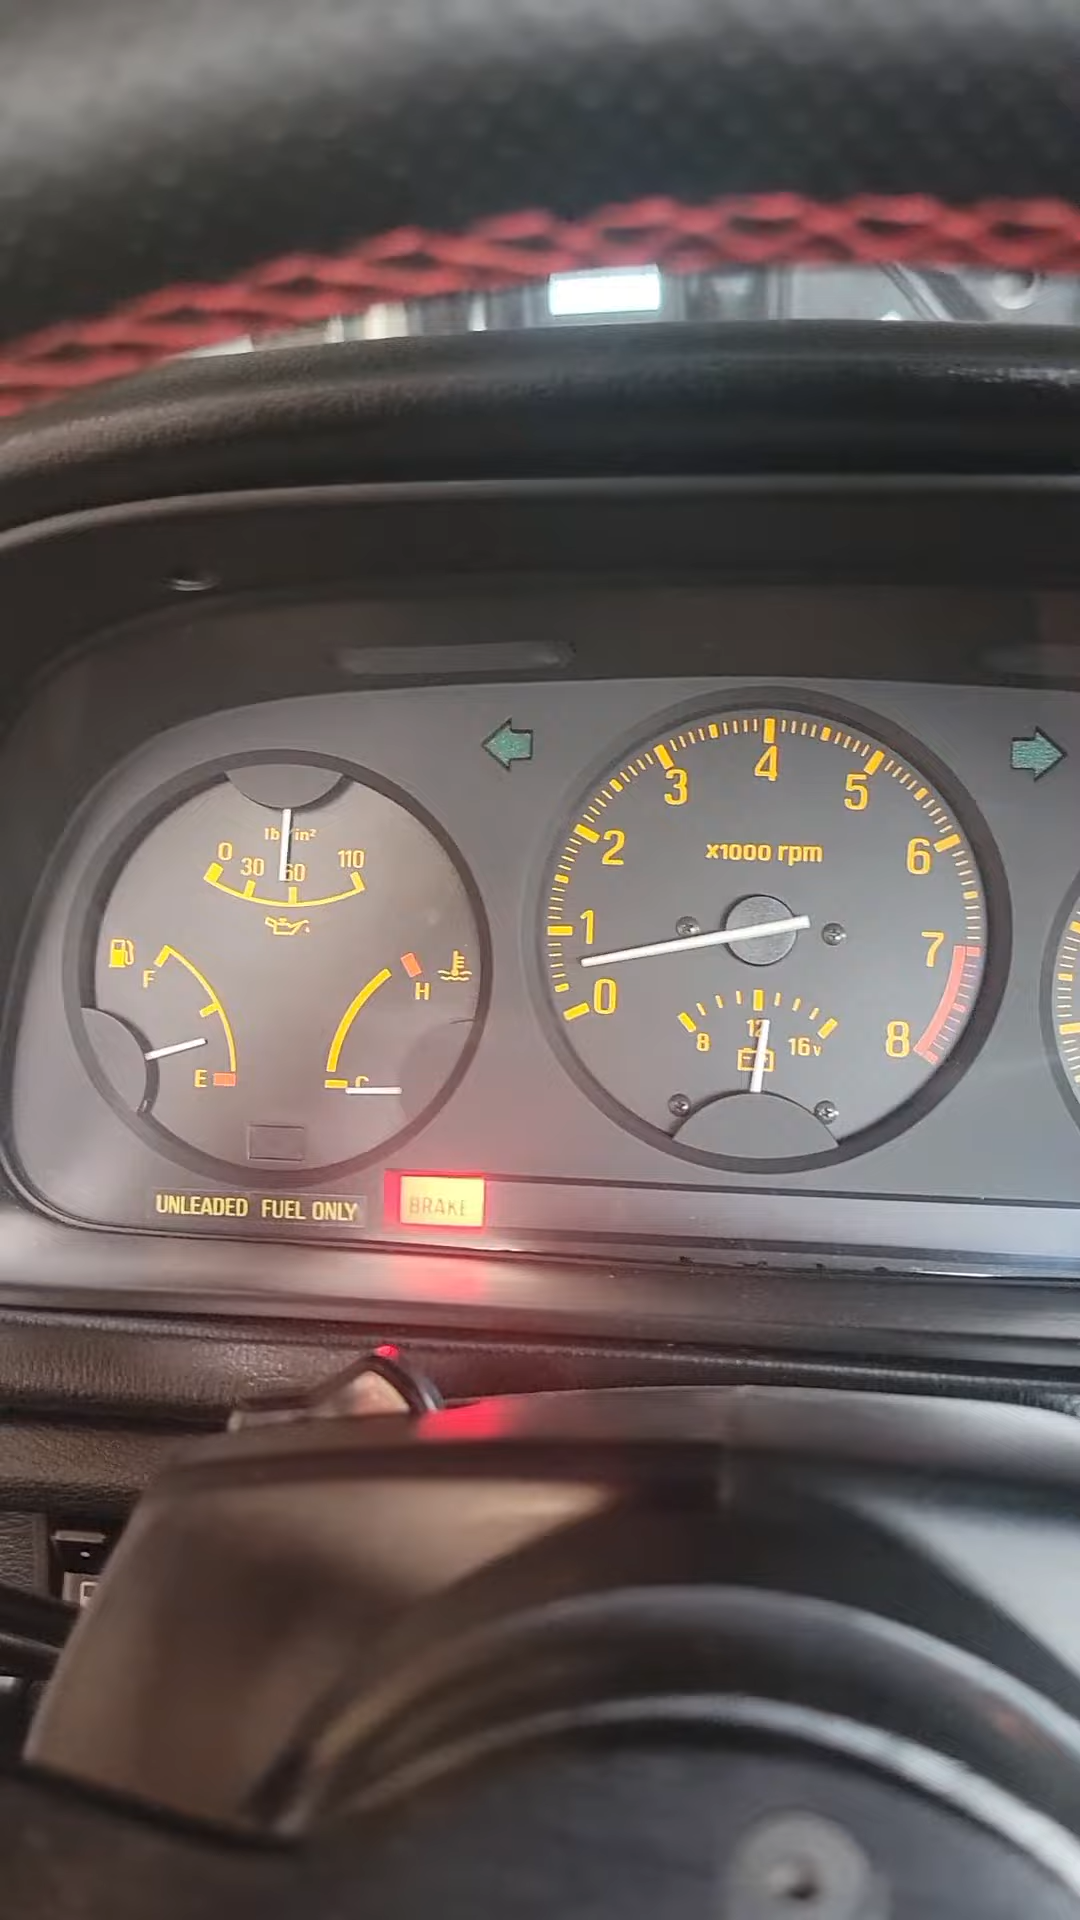 lb/in²
0 30 60 110
F
E
H
C
0 1 2 3 4 5 6 7 8
x1000 rpm
8 12 16v
UNLEADED FUEL ONLY
BRAKE